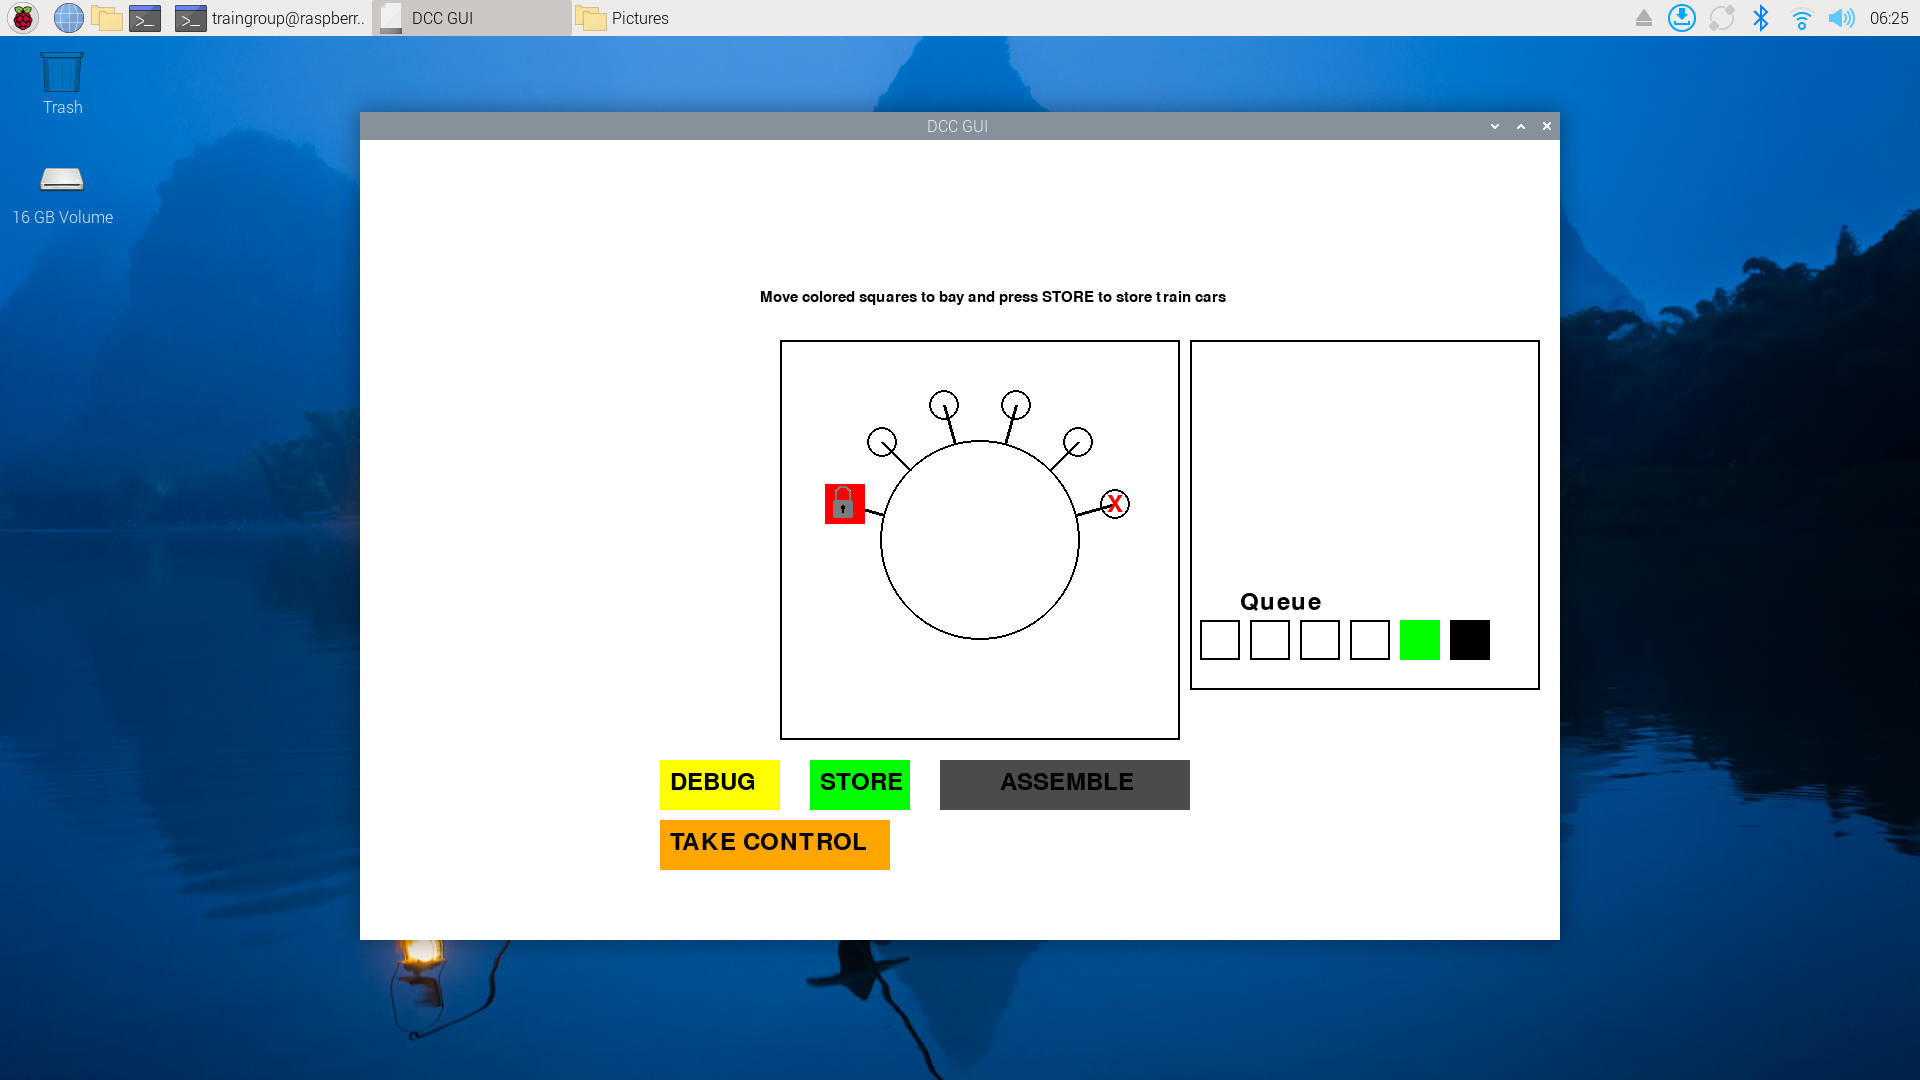 traingroup@raspberr..
DCC GUI
Pictures
06:25
Trash
16 GB Volume
DCC GUI
Move colored squares to bay and press STORE to store train cars
X
Queue
DEBUG
STORE
ASSEMBLE
TAKE CONTROL